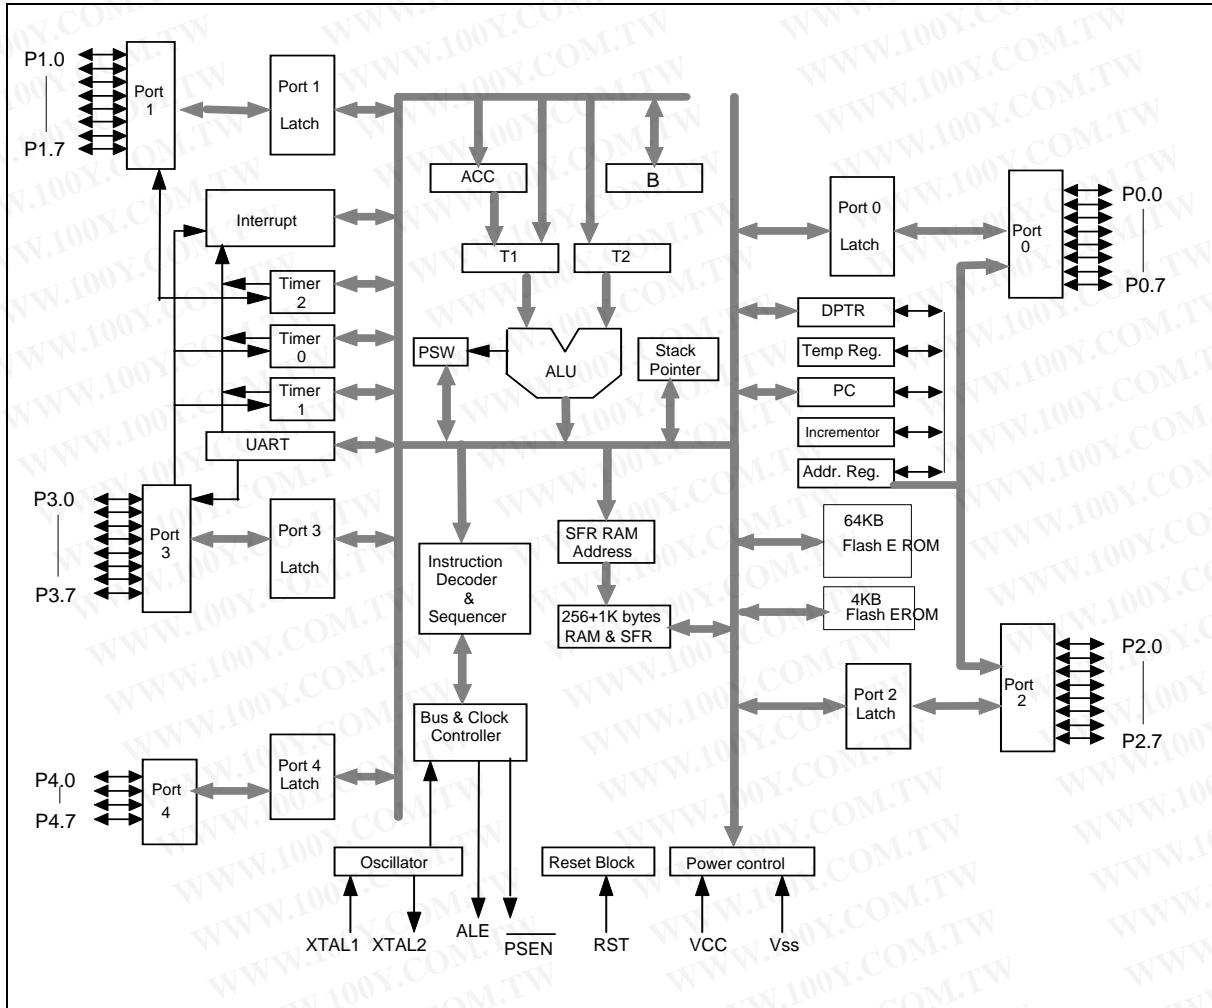 P1.0
P1.7
Port
1
Port 1
Latch
ACC
B
Interrupt
T1
T2
Timer
2
Timer
0
Timer
1
UART
PSW
ALU
Stack
Pointer
Port 0
Latch
Port
0
P0.0
P0.7
DPTR
Temp Reg.
PC
Incrementor
Addr. Reg.
P3.0
P3.7
Port
3
Port 3
Latch
Instruction
Decoder
&
Sequencer
SFR RAM
Address
256+1K bytes
RAM & SFR
64KB
Flash E ROM
4KB
Flash EROM
Port 2
Latch
Port
2
P2.0
P2.7
Bus & Clock
Controller
P4.0
P4.7
Port
4
Port 4
Latch
Oscillator
Reset Block
Power control
XTAL1
XTAL2
ALE
PSEN
RST
VCC
Vss
WWW.100Y.COM.TW